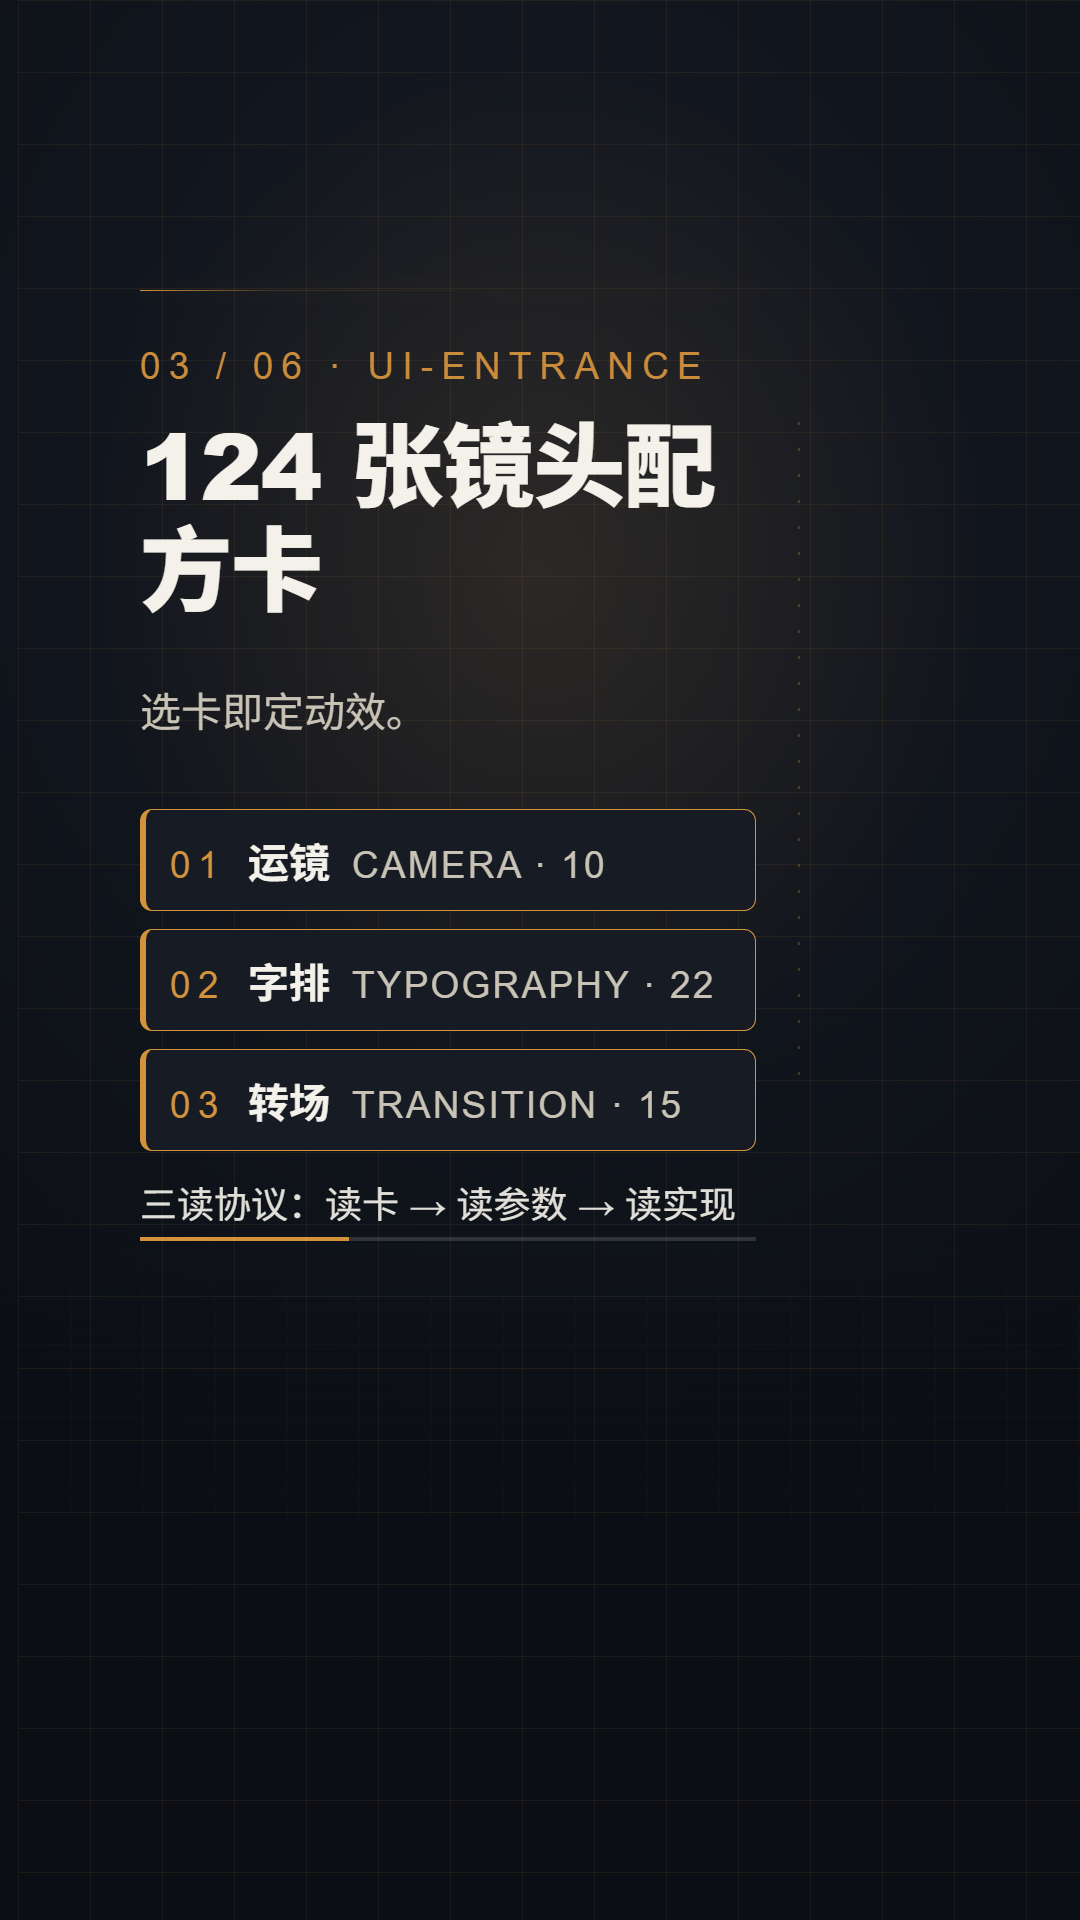 03 / 06 · UI-ENTRANCE
124 张镜头配
方卡
选卡即定动效。
01 运镜 CAMERA · 10
02 字排 TYPOGRAPHY · 22
03 转场 TRANSITION · 15
三读协议：读卡 → 读参数 → 读实现